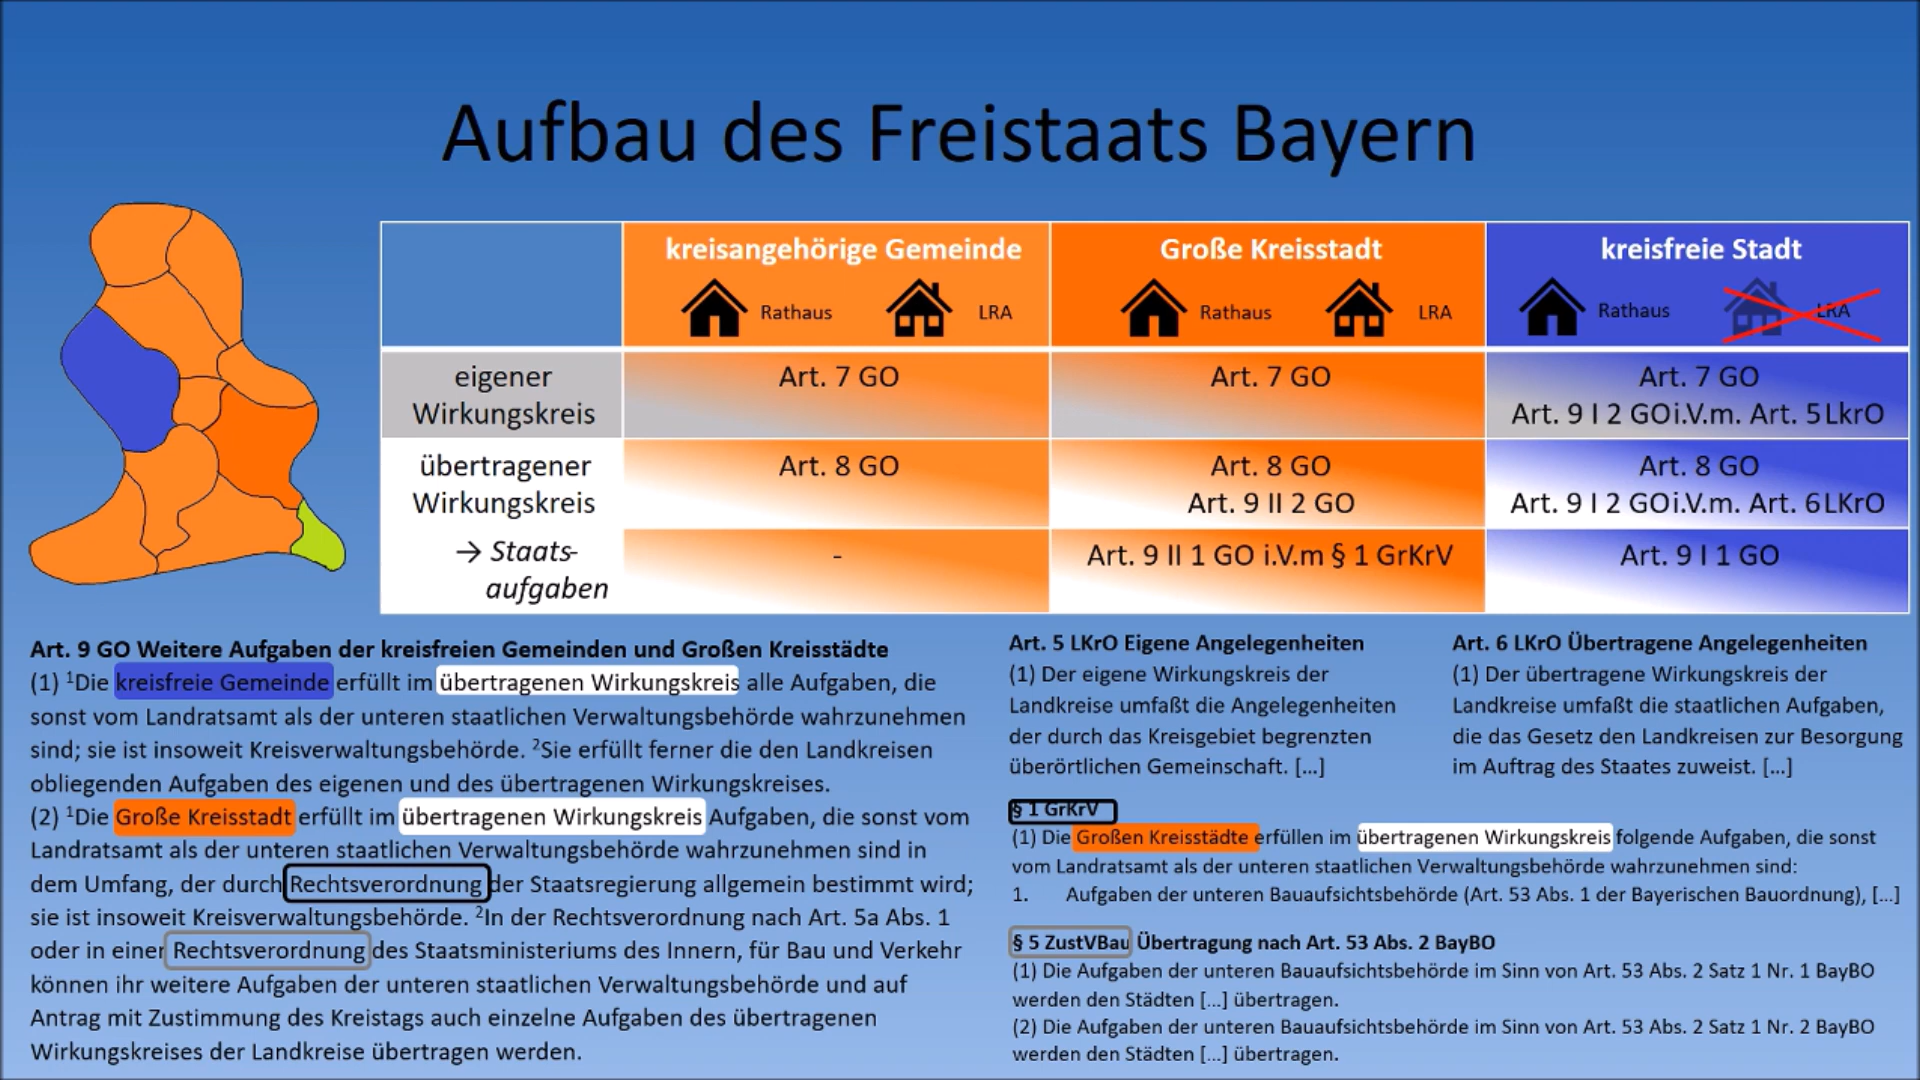 Aufbau des Freistaats Bayern
kreisangehörige Gemeinde
Rathaus LRA
Große Kreisstadt
Rathaus LRA
kreisfreie Stadt
Rathaus LRA
eigener
Wirkungskreis
Art. 7 GO
Art. 7 GO
Art. 7 GO
Art. 9 I 2 GO i.V.m. Art. 5 LkrO
übertragener
Wirkungskreis
Art. 8 GO
Art. 8 GO
Art. 9 II 2 GO
Art. 8 GO
Art. 9 I 2 GO i.V.m. Art. 6 LKrO
→ Staats-
aufgaben
-
Art. 9 II 1 GO i.V.m § 1 GrKrV
Art. 9 I 1 GO
Art. 9 GO Weitere Aufgaben der kreisfreien Gemeinden und Großen Kreisstädte
(1) ¹Die kreisfreie Gemeinde erfüllt im übertragenen Wirkungskreis alle Aufgaben, die
sonst vom Landratsamt als der unteren staatlichen Verwaltungsbehörde wahrzunehmen
sind; sie ist insoweit Kreisverwaltungsbehörde. ²Sie erfüllt ferner die den Landkreisen
obliegenden Aufgaben des eigenen und des übertragenen Wirkungskreises.
(2) ¹Die Große Kreisstadt erfüllt im übertragenen Wirkungskreis Aufgaben, die sonst vom
Landratsamt als der unteren staatlichen Verwaltungsbehörde wahrzunehmen sind in
dem Umfang, der durch Rechtsverordnung der Staatsregierung allgemein bestimmt wird;
sie ist insoweit Kreisverwaltungsbehörde. ²In der Rechtsverordnung nach Art. 5a Abs. 1
oder in einer Rechtsverordnung des Staatsministeriums des Innern, für Bau und Verkehr
können ihr weitere Aufgaben der unteren staatlichen Verwaltungsbehörde und auf
Antrag mit Zustimmung des Kreistags auch einzelne Aufgaben des übertragenen
Wirkungskreises der Landkreise übertragen werden.
Art. 5 LKrO Eigene Angelegenheiten
(1) Der eigene Wirkungskreis der
Landkreise umfaßt die Angelegenheiten
der durch das Kreisgebiet begrenzten
überörtlichen Gemeinschaft. [...]
Art. 6 LKrO Übertragene Angelegenheiten
(1) Der übertragene Wirkungskreis der
Landkreise umfaßt die staatlichen Aufgaben,
die das Gesetz den Landkreisen zur Besorgung
im Auftrag des Staates zuweist. [...]
§ 1 GrKrV
(1) Die Großen Kreisstädte erfüllen im übertragenen Wirkungskreis folgende Aufgaben, die sonst
vom Landratsamt als der unteren staatlichen Verwaltungsbehörde wahrzunehmen sind:
1. Aufgaben der unteren Bauaufsichtsbehörde (Art. 53 Abs. 1 der Bayerischen Bauordnung), [...]
§ 5 ZustVBau Übertragung nach Art. 53 Abs. 2 BayBO
(1) Die Aufgaben der unteren Bauaufsichtsbehörde im Sinn von Art. 53 Abs. 2 Satz 1 Nr. 1 BayBO
werden den Städten [...] übertragen.
(2) Die Aufgaben der unteren Bauaufsichtsbehörde im Sinn von Art. 53 Abs. 2 Satz 1 Nr. 2 BayBO
werden den Städten [...] übertragen.